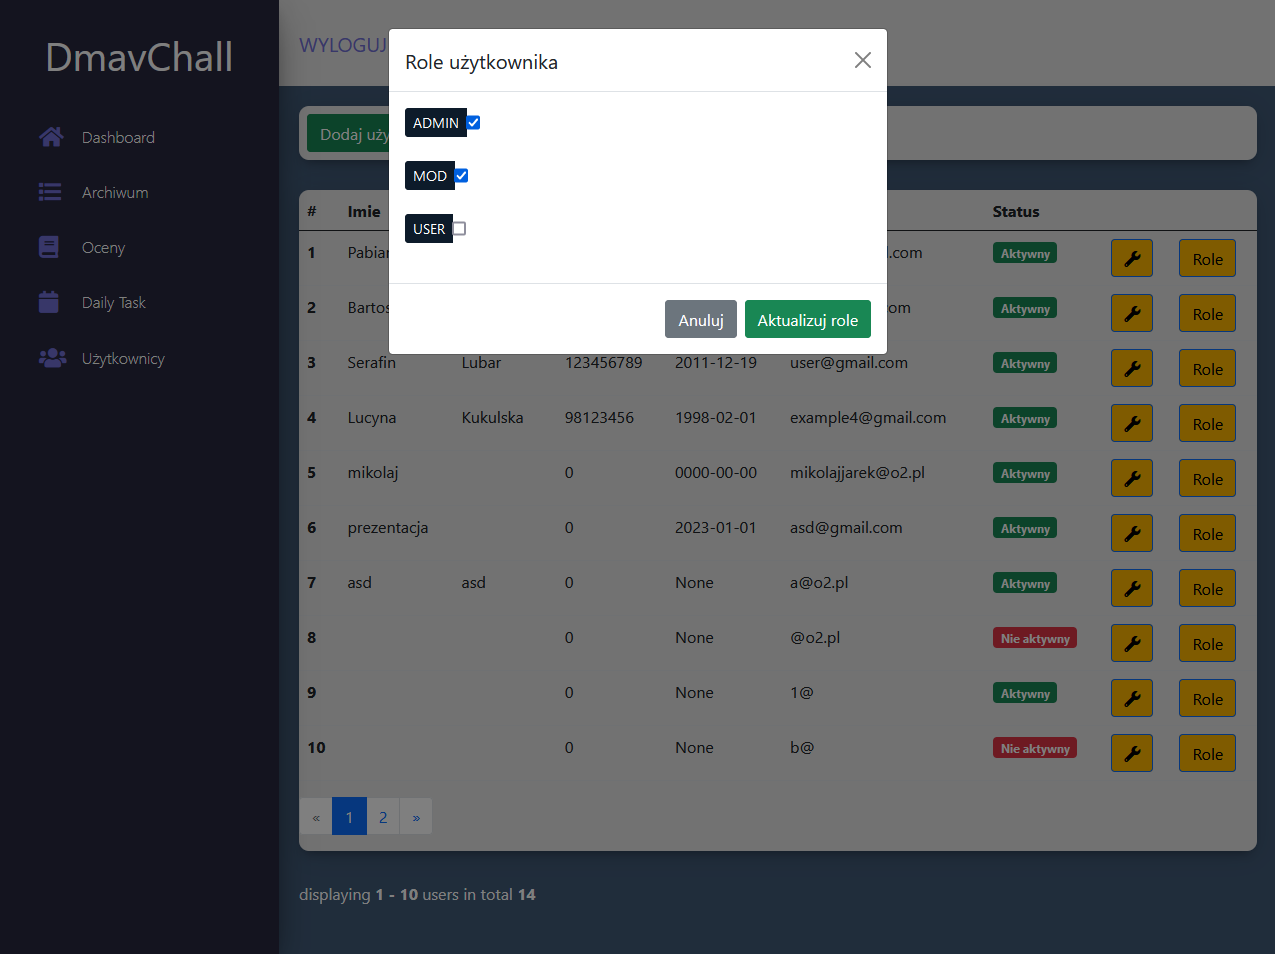 DmavChall
Dashboard
Archiwum
Oceny
Daily Task
Użytkownicy
WYLOGUJ
Role użytkownika
ADMIN
MOD
USER
Anuluj Aktualizuj role
Dodaj uży
# Imie Status
1 Pabian l.com Aktywny Role
2 Bartos com Aktywny Role
3 Serafin Lubar 123456789 2011-12-19 user@gmail.com Aktywny Role
4 Lucyna Kukulska 98123456 1998-02-01 example4@gmail.com Aktywny Role
5 mikolaj 0 0000-00-00 mikolajjarek@o2.pl Aktywny Role
6 prezentacja 0 2023-01-01 asd@gmail.com Aktywny Role
7 asd asd 0 None a@o2.pl Aktywny Role
8 0 None @o2.pl Nie aktywny Role
9 0 None 1@ Aktywny Role
10 0 None b@ Nie aktywny Role
« 1 2 »
displaying 1 - 10 users in total 14